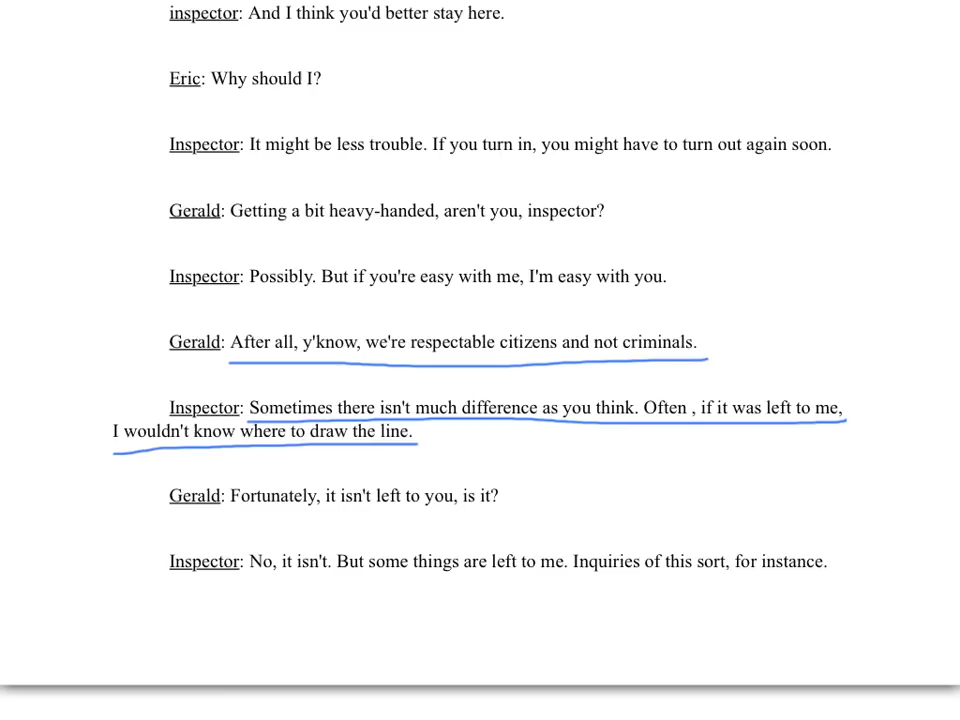 inspector: And I think you'd better stay here.
Eric: Why should I?
Inspector: It might be less trouble. If you turn in, you might have to turn out again soon.
Gerald: Getting a bit heavy-handed, aren't you, inspector?
Inspector: Possibly. But if you're easy with me, I'm easy with you.
Gerald: After all, y'know, we're respectable citizens and not criminals.
Inspector: Sometimes there isn't much difference as you think. Often , if it was left to me,
I wouldn't know where to draw the line.
Gerald: Fortunately, it isn't left to you, is it?
Inspector: No, it isn't. But some things are left to me. Inquiries of this sort, for instance.